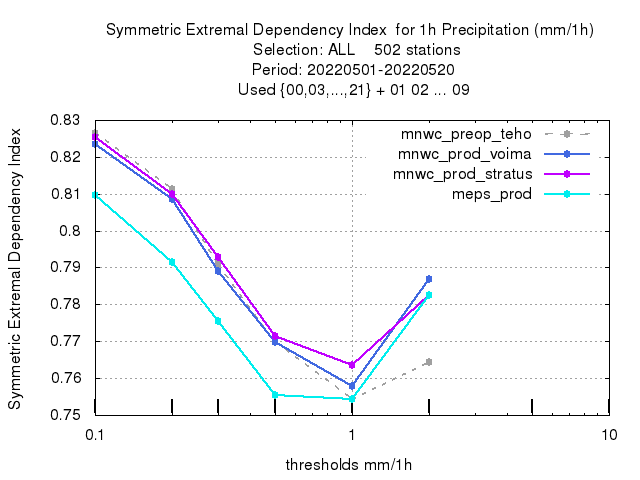 Symmetric Extremal Dependency Index  for 1h Precipitation (mm/1h)
Selection: ALL    502 stations
Period: 20220501-20220520
Used {00,03,...,21} + 01 02 ... 09
Symmetric Extremal Dependency Index
0.83
0.82
0.81
0.8
0.79
0.78
0.77
0.76
0.75
mnwc_preop_teho
mnwc_prod_voima
mnwc_prod_stratus
meps_prod
0.1 1 10
thresholds mm/1h